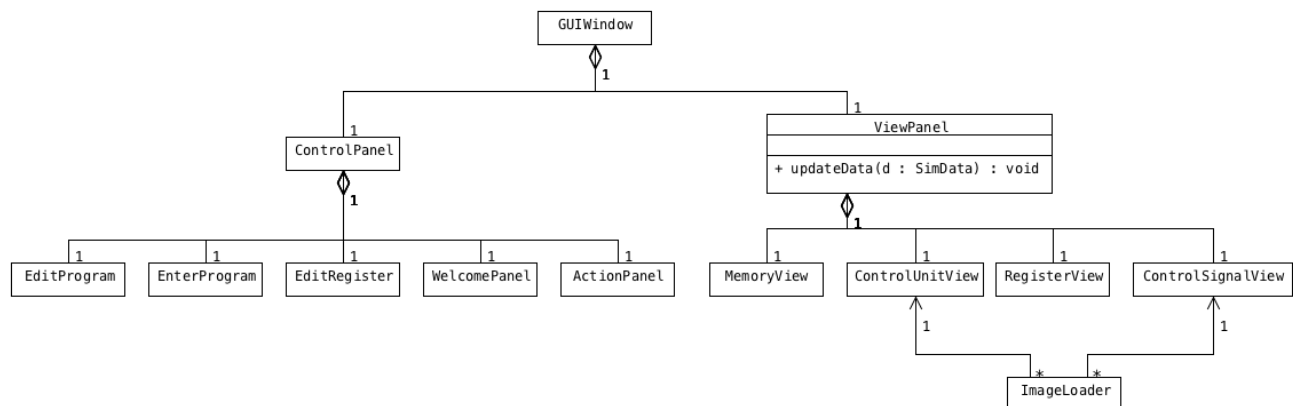 GUIWindow
1
1
1
ControlPanel
ViewPanel
+ updateData(d : SimData) : void
1
1
1
1
1
1
1
1
1
1
1
EditProgram
EnterProgram
EditRegister
WelcomePanel
ActionPanel
MemoryView
ControlUnitView
RegisterView
ControlSignalView
1
1
*
*
ImageLoader